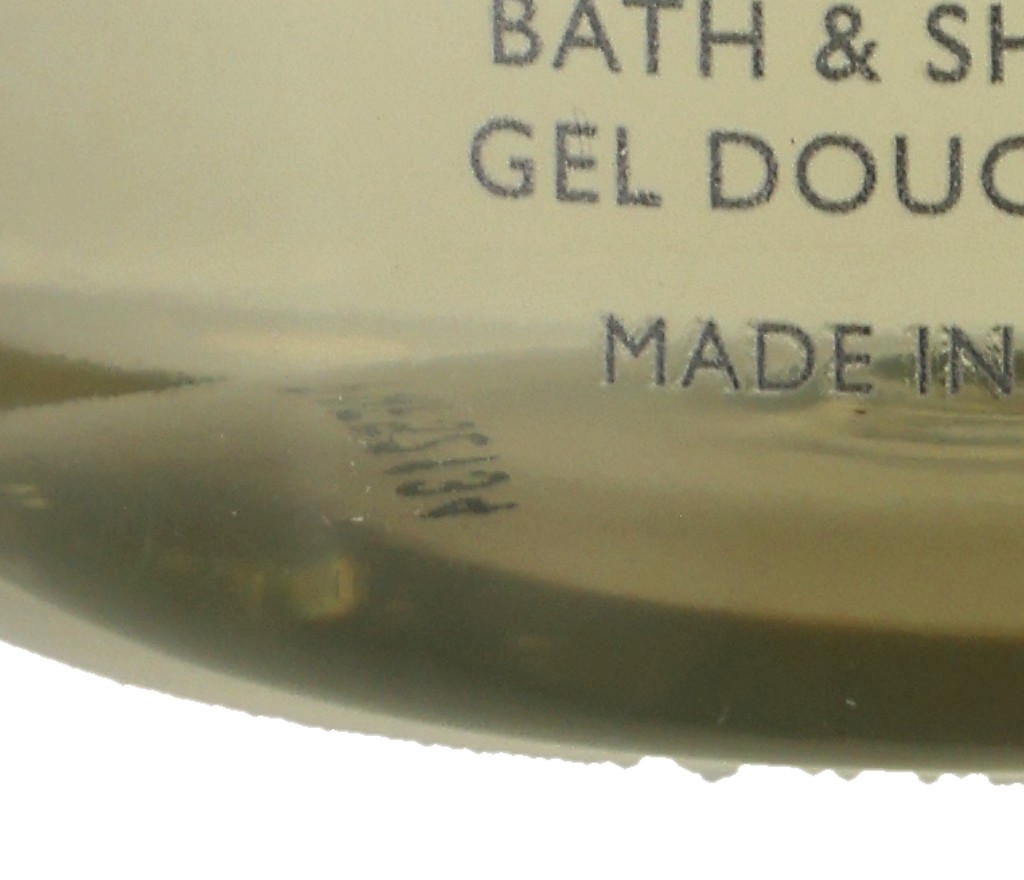 BATH & SH
GEL DOUC
MADE IN